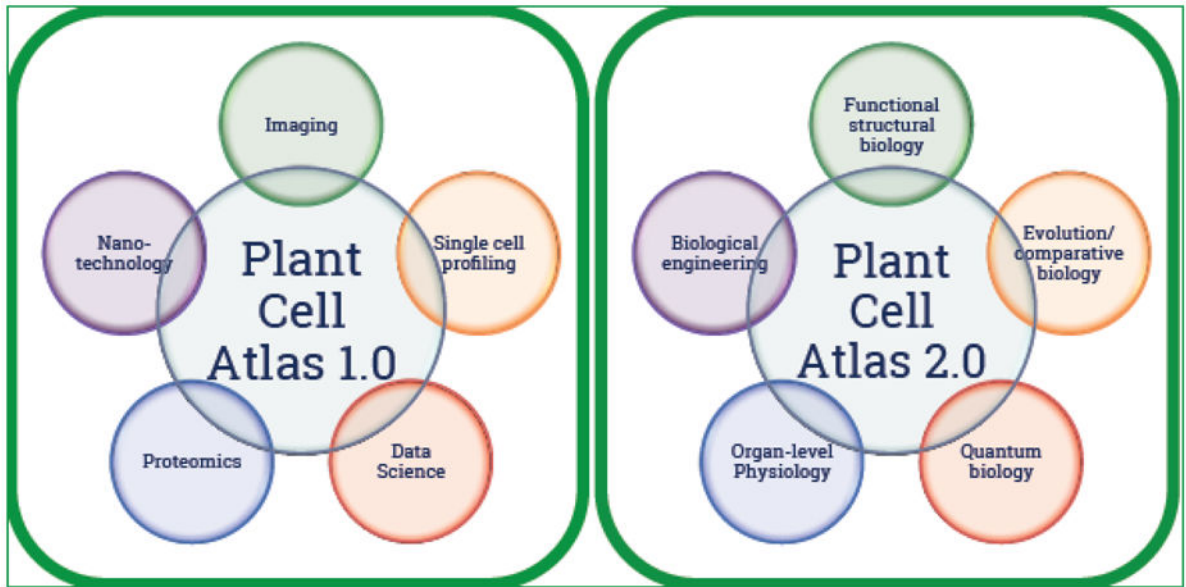 Imaging
Nano-
technology
Single cell
profiling
Plant
Cell
Atlas 1.0
Proteomics
Data
Science
Functional
structural
biology
Biological
engineering
Evolution/
comparative
biology
Plant
Cell
Atlas 2.0
Organ-level
Physiology
Quantum
biology